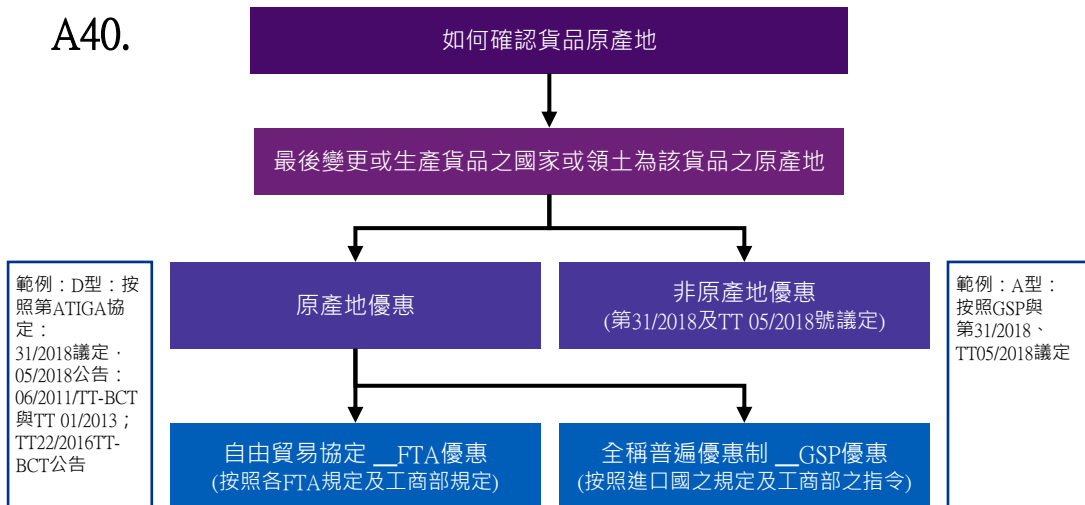 A40.
如何確認貨品原產地
最後變更或生產貨品之國家或領土為該貨品之原產地
範例：D型：按
照第ATIGA協
定：
31/2018議定，
05/2018公告：
06/2011/TT-BCT
與TT 01/2013；
TT22/2016TT-
BCT公告
原產地優惠
非原產地優惠
(第31/2018及TT 05/2018號議定)
範例：A型：
按照GSP與
第31/2018、
TT05/2018議定
自由貿易協定 __FTA優惠
(按照各FTA規定及工商部規定)
全稱普遍優惠制 __GSP優惠
(按照進口國之規定及工商部之指令)